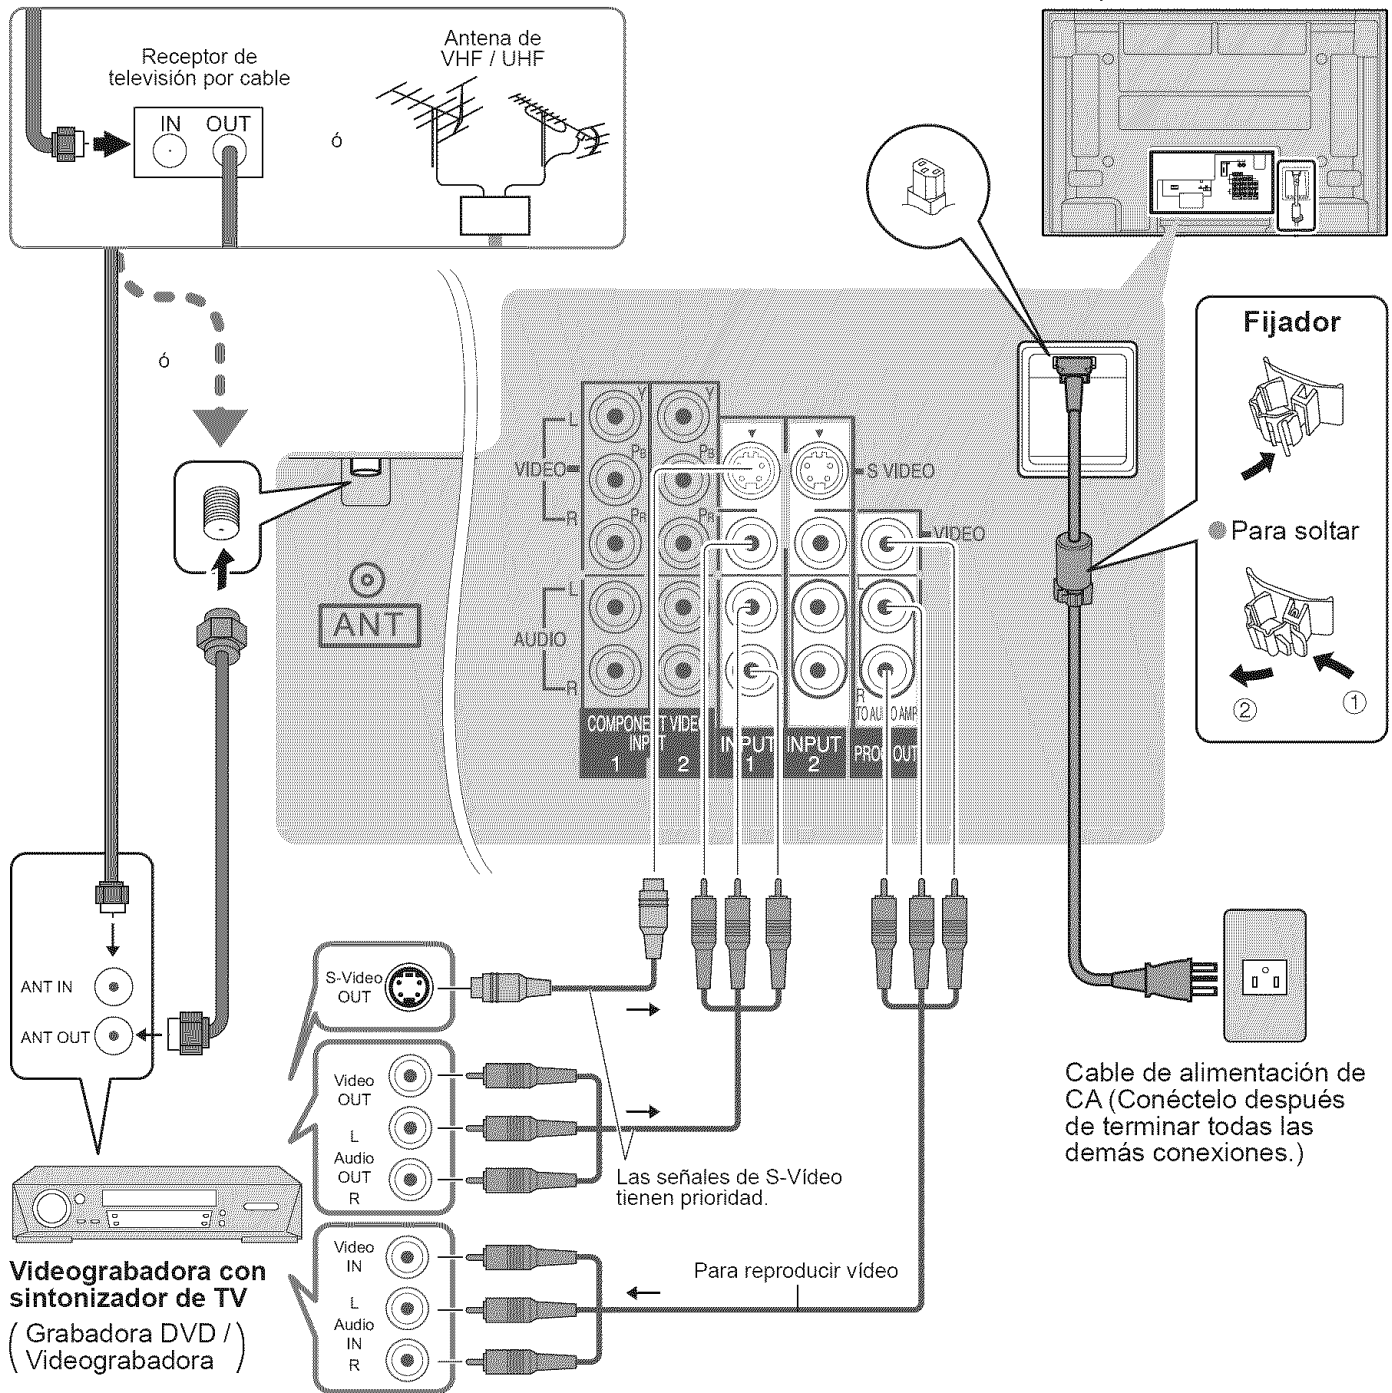 Receptor de
televisión por cable
IN OUT
ó
Antena de
VHF / UHF
ó
ANT
VIDEO
L
R
Y
PB
PR
Y
PB
PR
AUDIO
L
R
S VIDEO
VIDEO
L
R
COMPONENT VIDEO
INPUT
1 2
INPUT
1
INPUT
2
TO AUDIO AMP
PROG OUT
Fijador
Para soltar
②
①
ANT IN
ANT OUT
S-Video
OUT
Video
OUT
L
Audio
OUT
R
Video
IN
L
Audio
IN
R
Las señales de S-Vídeo
tienen prioridad.
Para reproducir vídeo
Cable de alimentación de
CA (Conéctelo después
de terminar todas las
demás conexiones.)
Videograbadora con
sintonizador de TV
( Grabadora DVD /
Videograbadora )